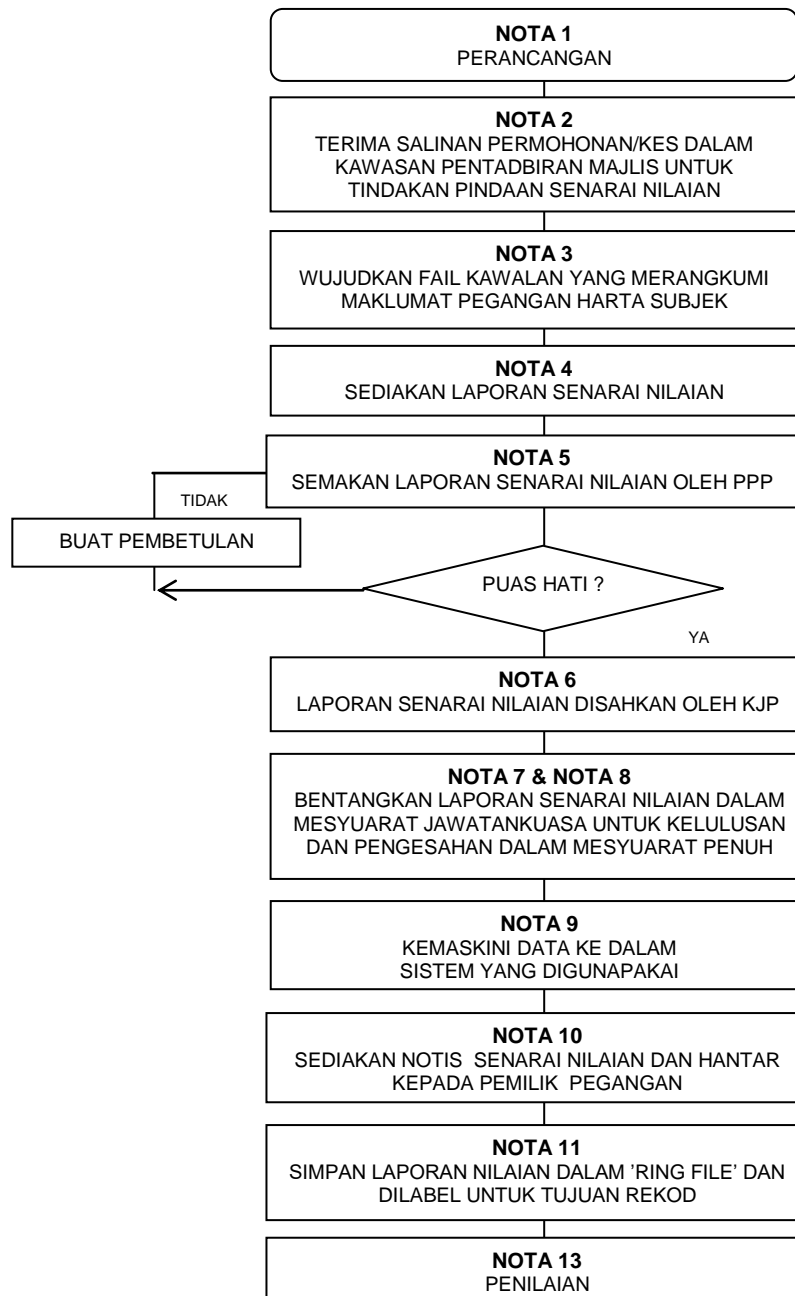 NOTA 1
PERANCANGAN
NOTA 2
TERIMA SALINAN PERMOHONAN/KES DALAM
KAWASAN PENTADBIRAN MAJLIS UNTUK
TINDAKAN PINDAAN SENARAI NILAIAN
NOTA 3
WUJUDKAN FAIL KAWALAN YANG MERANGKUMI
MAKLUMAT PEGANGAN HARTA SUBJEK
NOTA 4
SEDIAKAN LAPORAN SENARAI NILAIAN
NOTA 5
SEMAKAN LAPORAN SENARAI NILAIAN OLEH PPP
TIDAK
BUAT PEMBETULAN
PUAS HATI ?
YA
NOTA 6
LAPORAN SENARAI NILAIAN DISAHKAN OLEH KJP
NOTA 7 & NOTA 8
BENTANGKAN LAPORAN SENARAI NILAIAN DALAM
MESYUARAT JAWATANKUASA UNTUK KELULUSAN
DAN PENGESAHAN DALAM MESYUARAT PENUH
NOTA 9
KEMASKINI DATA KE DALAM
SISTEM YANG DIGUNAPAKAI
NOTA 10
SEDIAKAN NOTIS SENARAI NILAIAN DAN HANTAR
KEPADA PEMILIK PEGANGAN
NOTA 11
SIMPAN LAPORAN NILAIAN DALAM 'RING FILE' DAN
DILABEL UNTUK TUJUAN REKOD
NOTA 13
PENILAIAN